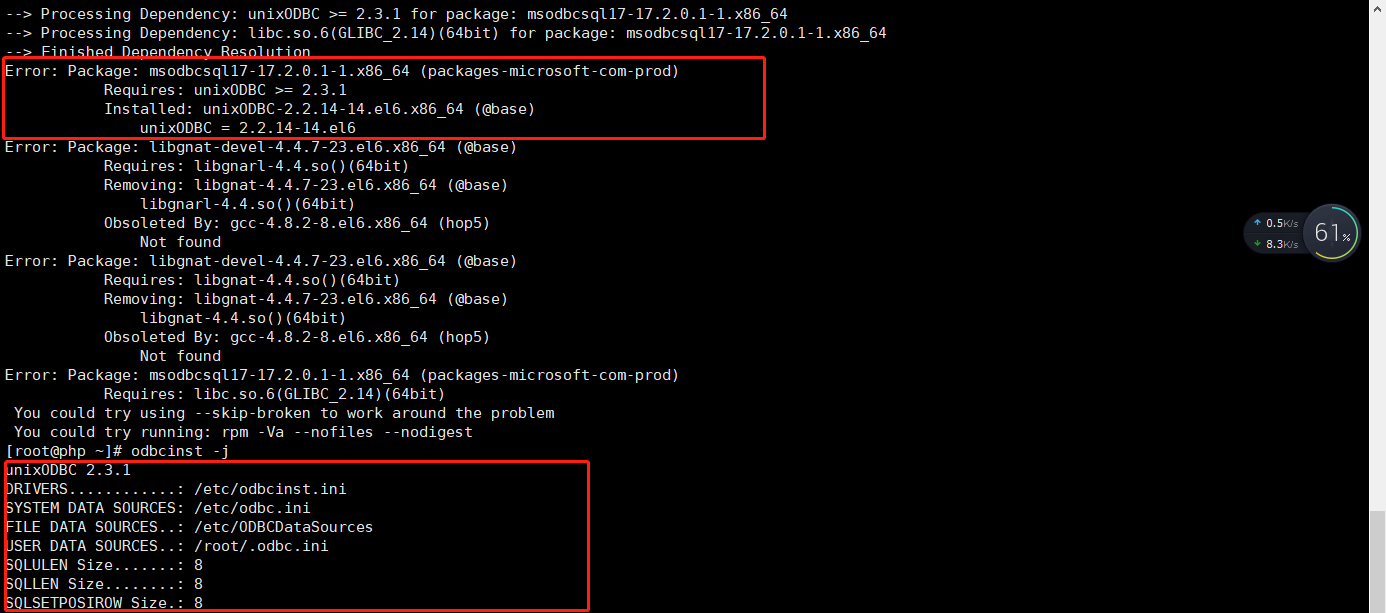 --> Processing Dependency: unixODBC >= 2.3.1 for package: msodbcsql17-17.2.0.1-1.x86_64
--> Processing Dependency: libc.so.6(GLIBC_2.14)(64bit) for package: msodbcsql17-17.2.0.1-1.x86_64
--> Finished Dependency Resolution
Error: Package: msodbcsql17-17.2.0.1-1.x86_64 (packages-microsoft-com-prod)
           Requires: unixODBC >= 2.3.1
           Installed: unixODBC-2.2.14-14.el6.x86_64 (@base)
               unixODBC = 2.2.14-14.el6
Error: Package: libgnat-devel-4.4.7-23.el6.x86_64 (@base)
           Requires: libgnarl-4.4.so()(64bit)
           Removing: libgnat-4.4.7-23.el6.x86_64 (@base)
               libgnarl-4.4.so()(64bit)
           Obsoleted By: gcc-4.8.2-8.el6.x86_64 (hop5)
               Not found
Error: Package: libgnat-devel-4.4.7-23.el6.x86_64 (@base)
           Requires: libgnat-4.4.so()(64bit)
           Removing: libgnat-4.4.7-23.el6.x86_64 (@base)
               libgnat-4.4.so()(64bit)
           Obsoleted By: gcc-4.8.2-8.el6.x86_64 (hop5)
               Not found
Error: Package: msodbcsql17-17.2.0.1-1.x86_64 (packages-microsoft-com-prod)
           Requires: libc.so.6(GLIBC_2.14)(64bit)
 You could try using --skip-broken to work around the problem
 You could try running: rpm -Va --nofiles --nodigest
[root@php ~]# odbcinst -j
unixODBC 2.3.1
DRIVERS............: /etc/odbcinst.ini
SYSTEM DATA SOURCES: /etc/odbc.ini
FILE DATA SOURCES..: /etc/ODBCDataSources
USER DATA SOURCES..: /root/.odbc.ini
SQLULEN Size.......: 8
SQLLEN Size........: 8
SQLSETPOSIROW Size.: 8
0.5K/s
8.3K/s
61%